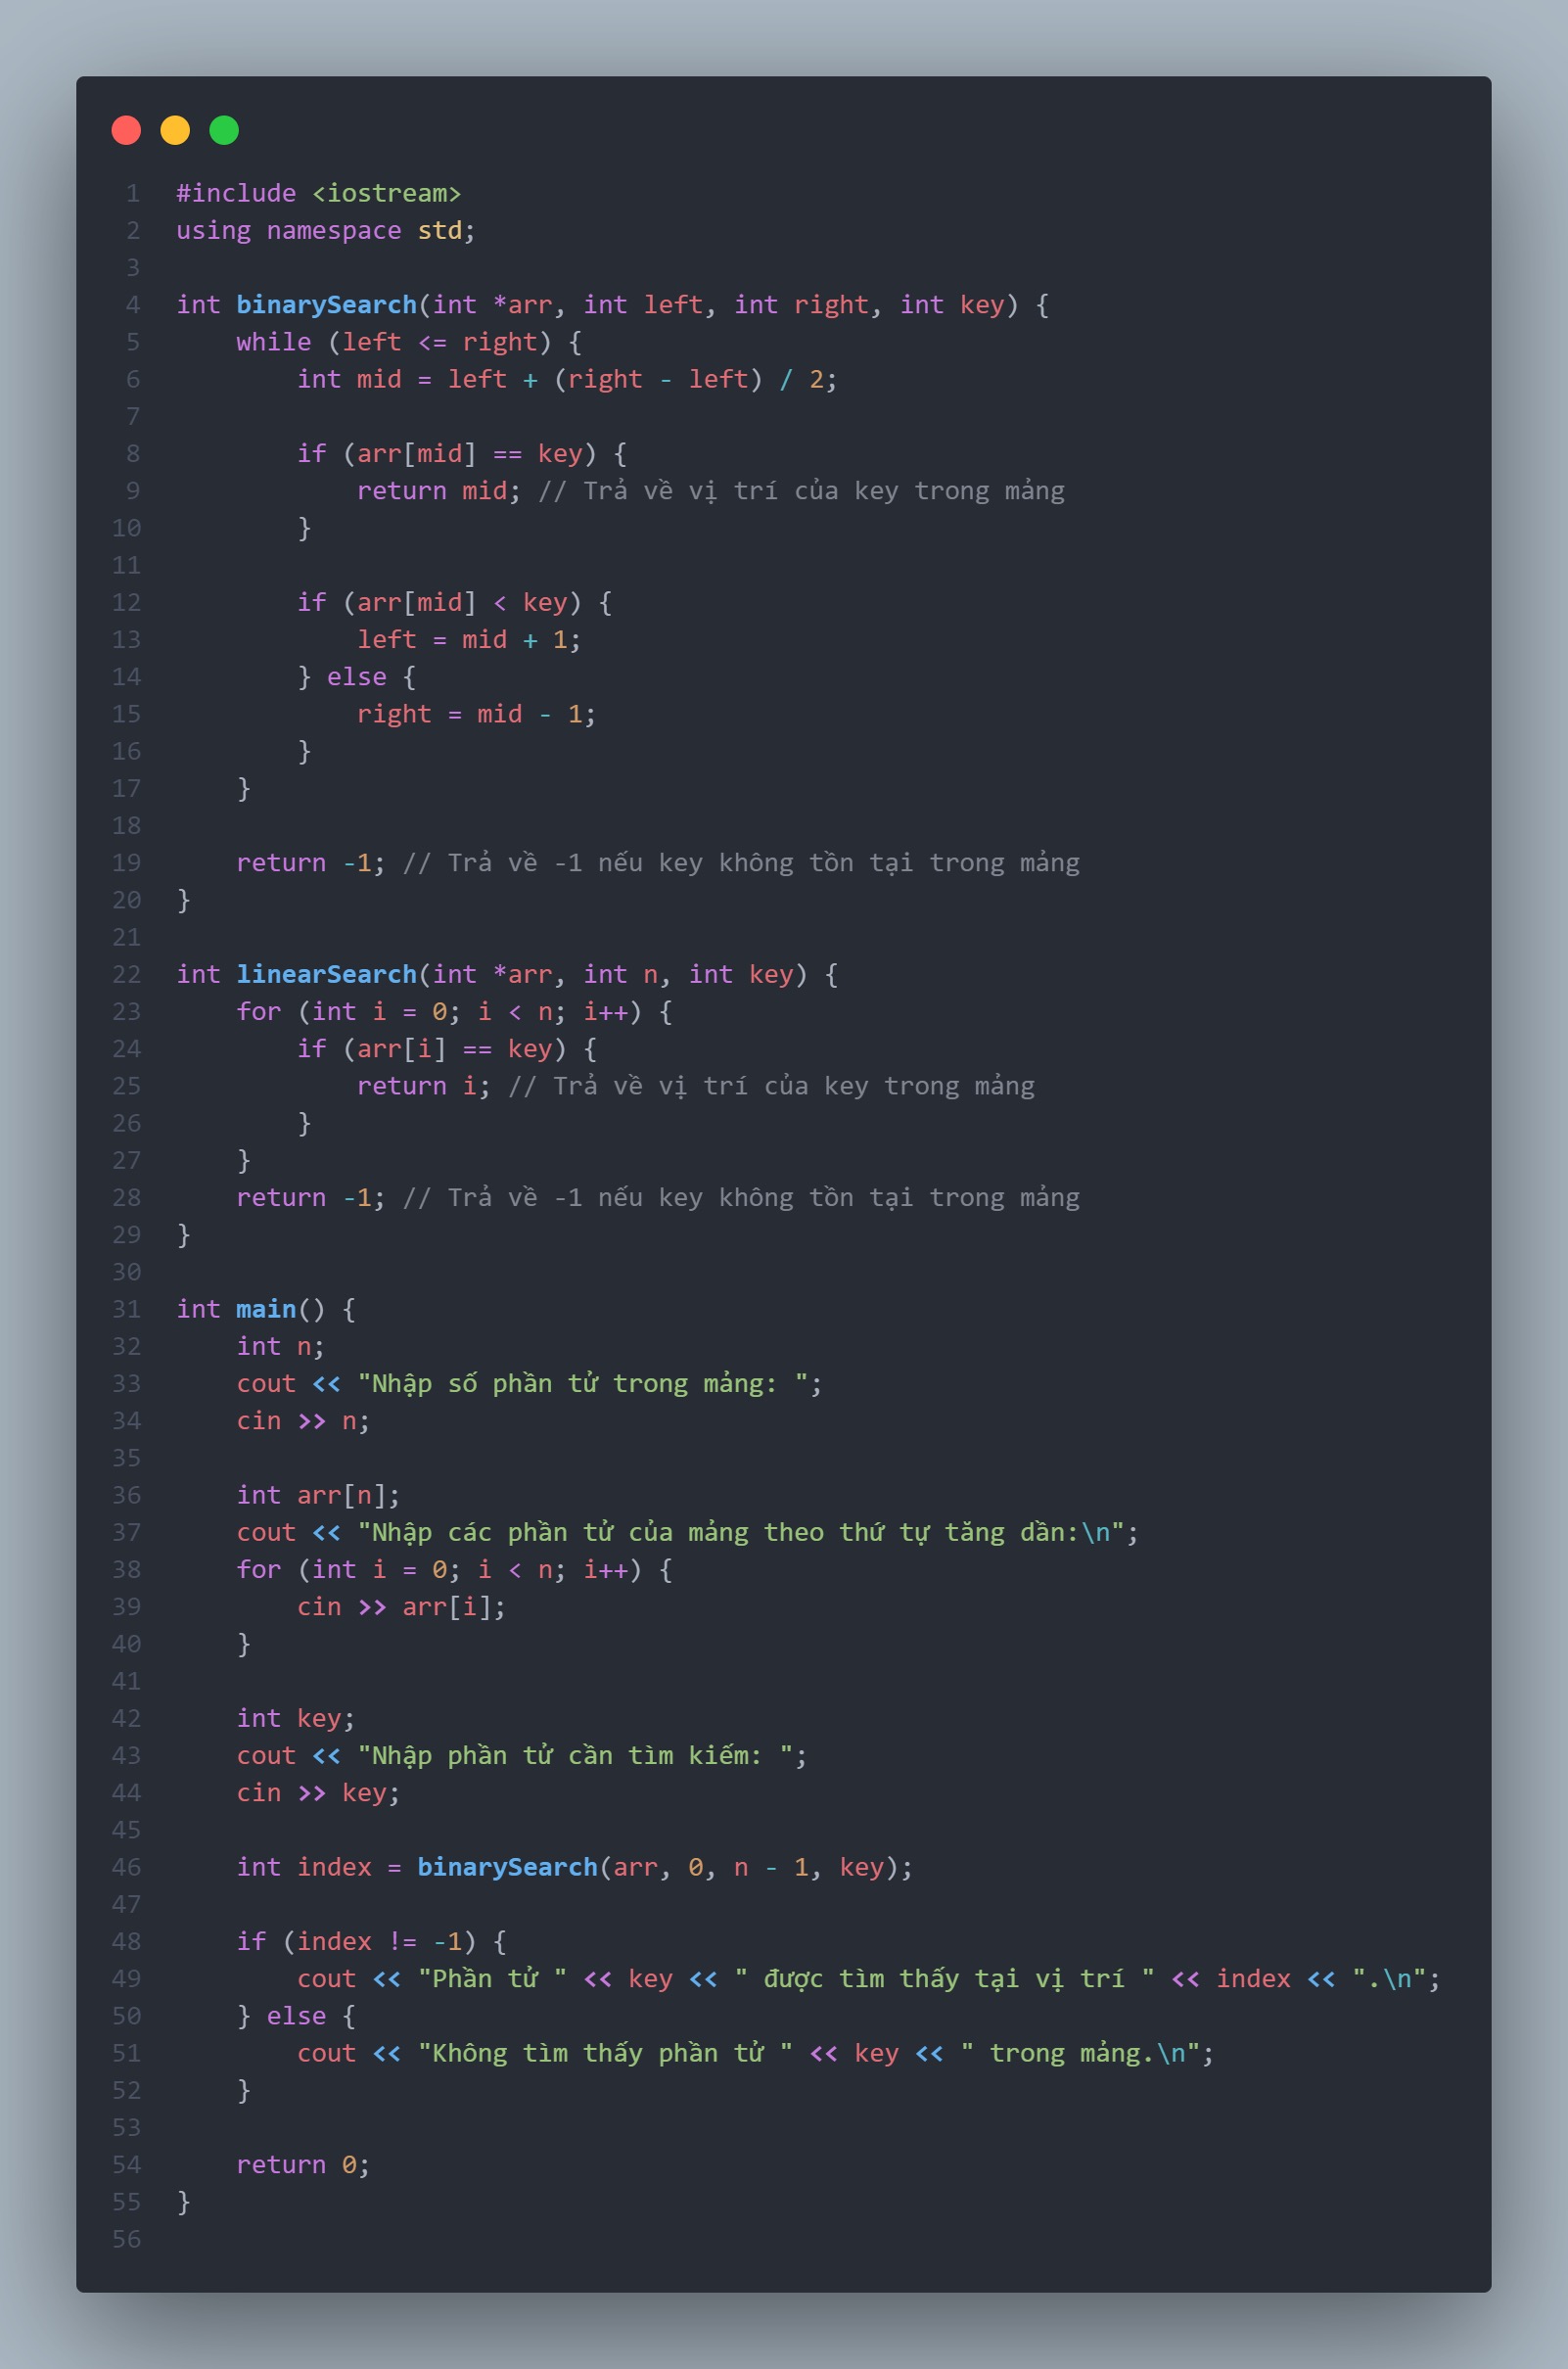 1 #include <iostream>
2 using namespace std;
3
4 int binarySearch(int *arr, int left, int right, int key) {
5     while (left <= right) {
6         int mid = left + (right - left) / 2;
7
8         if (arr[mid] == key) {
9             return mid; // Trả về vị trí của key trong mảng
10         }
11
12         if (arr[mid] < key) {
13             left = mid + 1;
14         } else {
15             right = mid - 1;
16         }
17     }
18
19     return -1; // Trả về -1 nếu key không tồn tại trong mảng
20 }
21
22 int linearSearch(int *arr, int n, int key) {
23     for (int i = 0; i < n; i++) {
24         if (arr[i] == key) {
25             return i; // Trả về vị trí của key trong mảng
26         }
27     }
28     return -1; // Trả về -1 nếu key không tồn tại trong mảng
29 }
30
31 int main() {
32     int n;
33     cout << "Nhập số phần tử trong mảng: ";
34     cin >> n;
35
36     int arr[n];
37     cout << "Nhập các phần tử của mảng theo thứ tự tăng dần:\n";
38     for (int i = 0; i < n; i++) {
39         cin >> arr[i];
40     }
41
42     int key;
43     cout << "Nhập phần tử cần tìm kiếm: ";
44     cin >> key;
45
46     int index = binarySearch(arr, 0, n - 1, key);
47
48     if (index != -1) {
49         cout << "Phần tử " << key << " được tìm thấy tại vị trí " << index << ".\n";
50     } else {
51         cout << "Không tìm thấy phần tử " << key << " trong mảng.\n";
52     }
53
54     return 0;
55 }
56